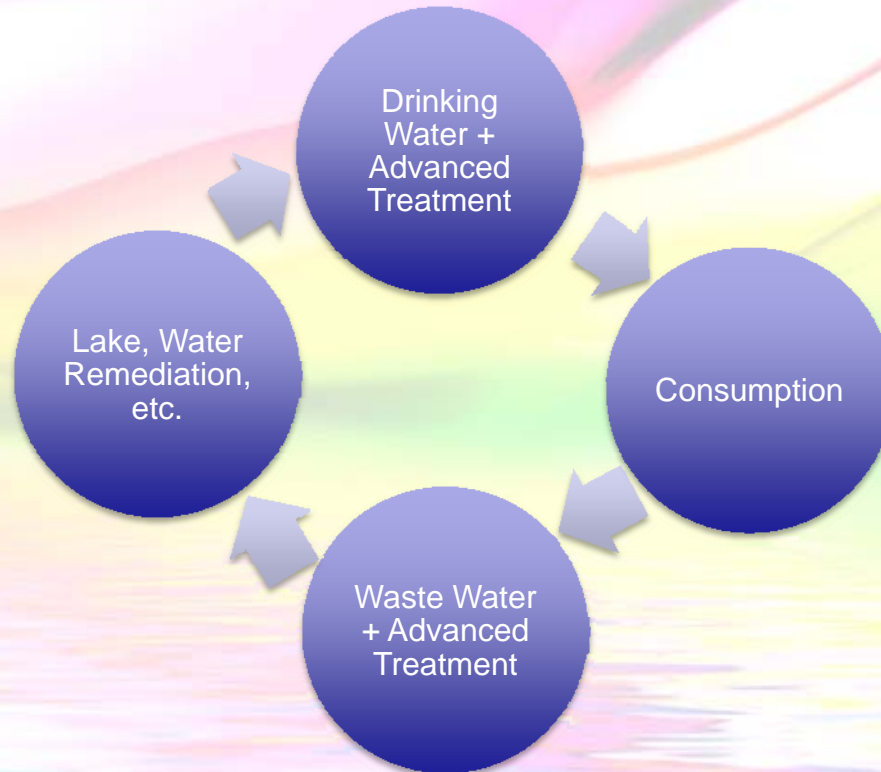 Drinking
Water +
Advanced
Treatment
Lake, Water
Remediation,
etc.
Consumption
Waste Water
+ Advanced
Treatment